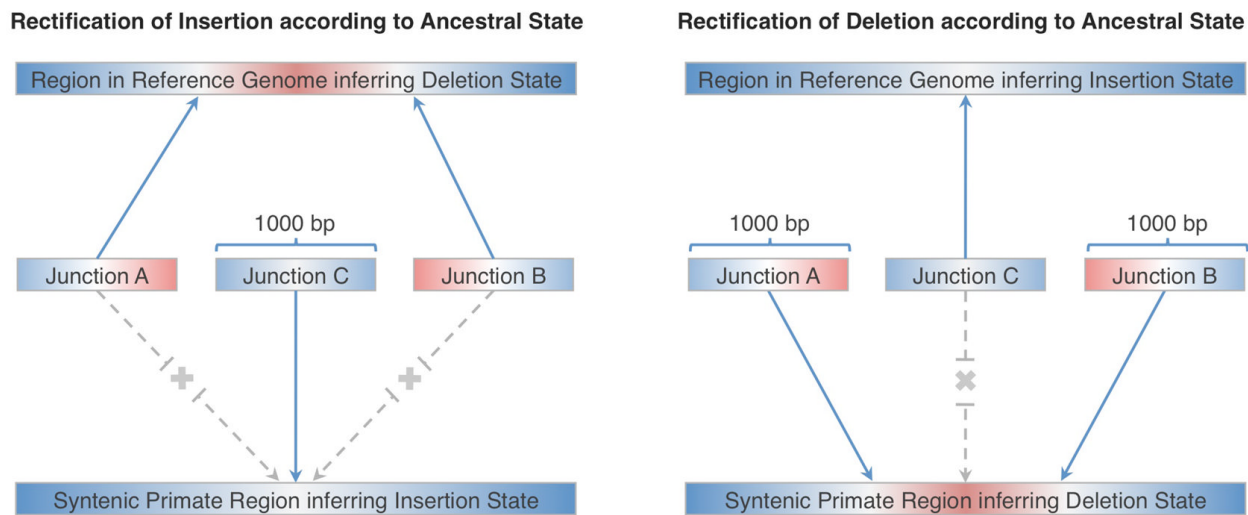 Rectification of Insertion according to Ancestral State
Region in Reference Genome inferring Deletion State
1000 bp
Junction A
Junction C
Junction B
Syntenic Primate Region inferring Insertion State
Rectification of Deletion according to Ancestral State
Region in Reference Genome inferring Insertion State
1000 bp
1000 bp
Junction A
Junction C
Junction B
Syntenic Primate Region inferring Deletion State